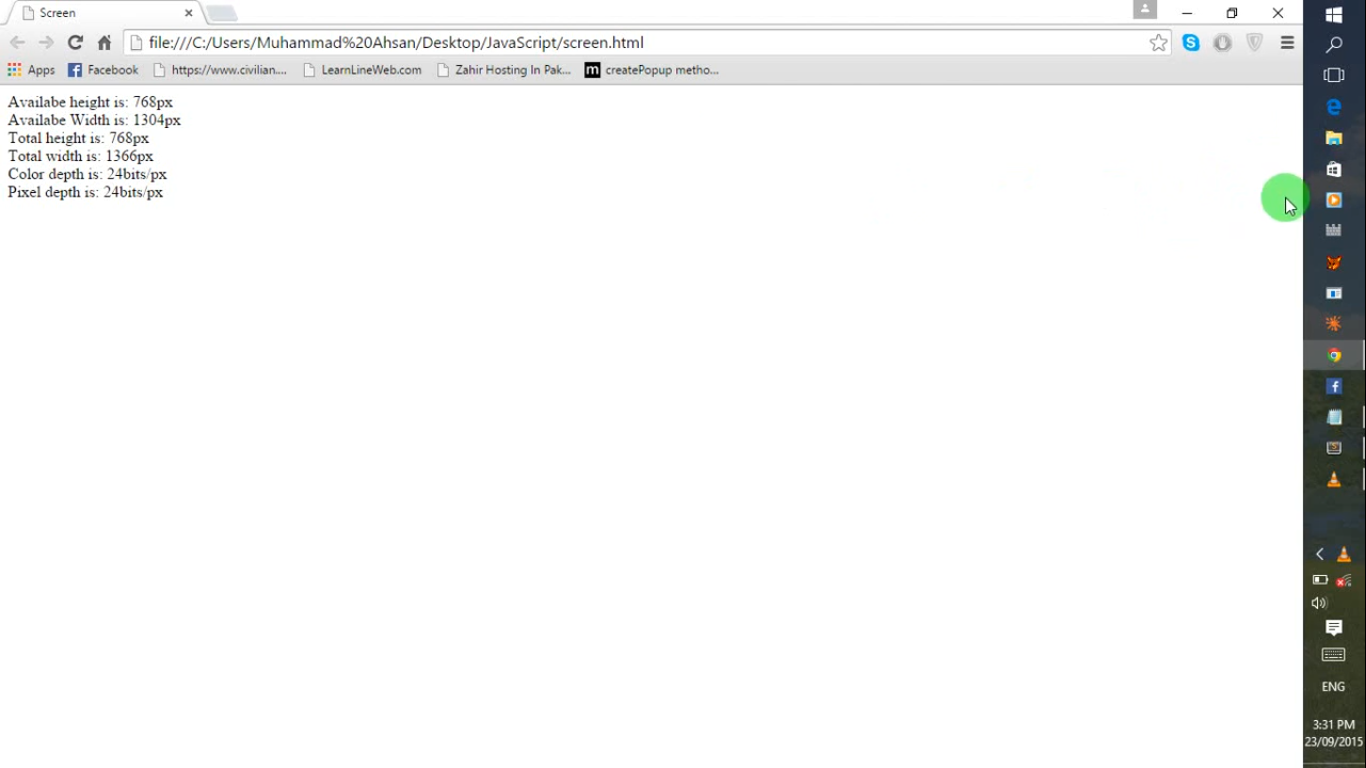 Screen
file:///C:/Users/Muhammad%20Ahsan/Desktop/JavaScript/screen.html
Apps Facebook https://www.civilian.... LearnLineWeb.com Zahir Hosting In Pak... m createPopup metho...
Availabe height is: 768px
Availabe Width is: 1304px
Total height is: 768px
Total width is: 1366px
Color depth is: 24bits/px
Pixel depth is: 24bits/px
ENG
3:31 PM
23/09/2015